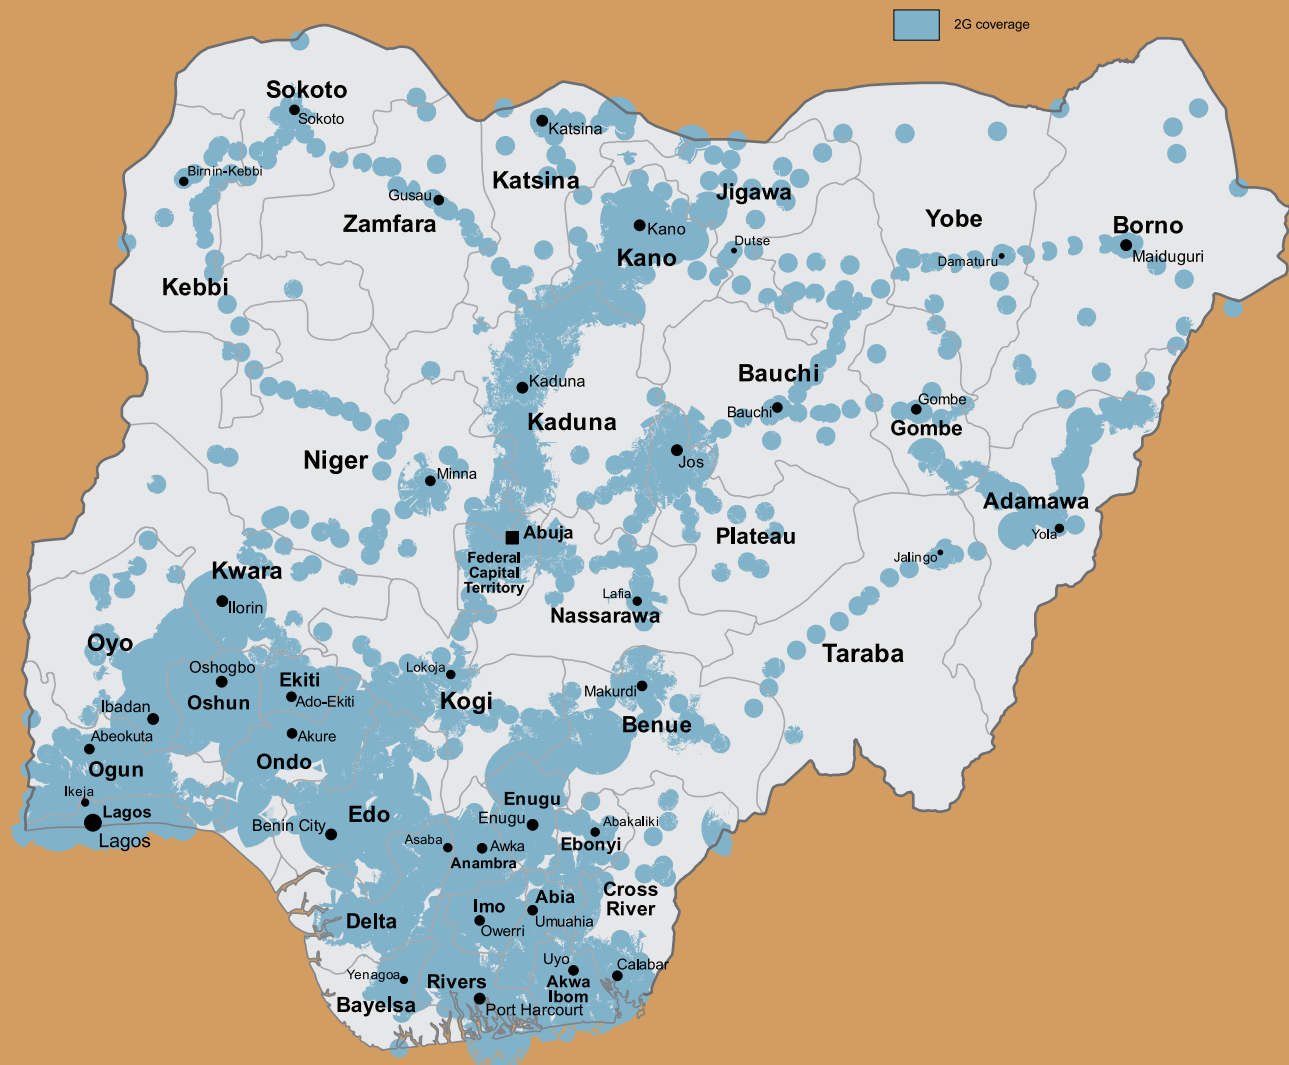 2G coverage
Sokoto
Sokoto
Katsina
Birnin-Kebbi
Katsina
Jigawa
Gusau
Zamfara
Yobe
Borno
Kano
Dutse
Kano
Damaturu
Maiduguri
Kebbi
Kaduna
Bauchi
Kaduna
Bauchi
Gombe
Gombe
Niger
Minna
Jos
Adamawa
Abuja
Plateau
Yola
Federal
Capital
Territory
Jalingo
Kwara
Ilorin
Lafia
Nassarawa
Oyo
Taraba
Oshogbo
Ekiti
Lokoja
Oshun
Ado-Ekiti
Kogi
Makurdi
Ibadan
Benue
Abeokuta
Akure
Ogun
Ondo
Ikeja
Lagos
Lagos
Enugu
Edo
Enugu
Abakaliki
Benin City
Asaba
Awka
Ebonyi
Anambra
Cross
River
Abia
Imo
Umuahia
Delta
Owerri
Uyo
Calabar
Yenagoa
Rivers
Akwa
Ibom
Bayelsa
Port Harcourt